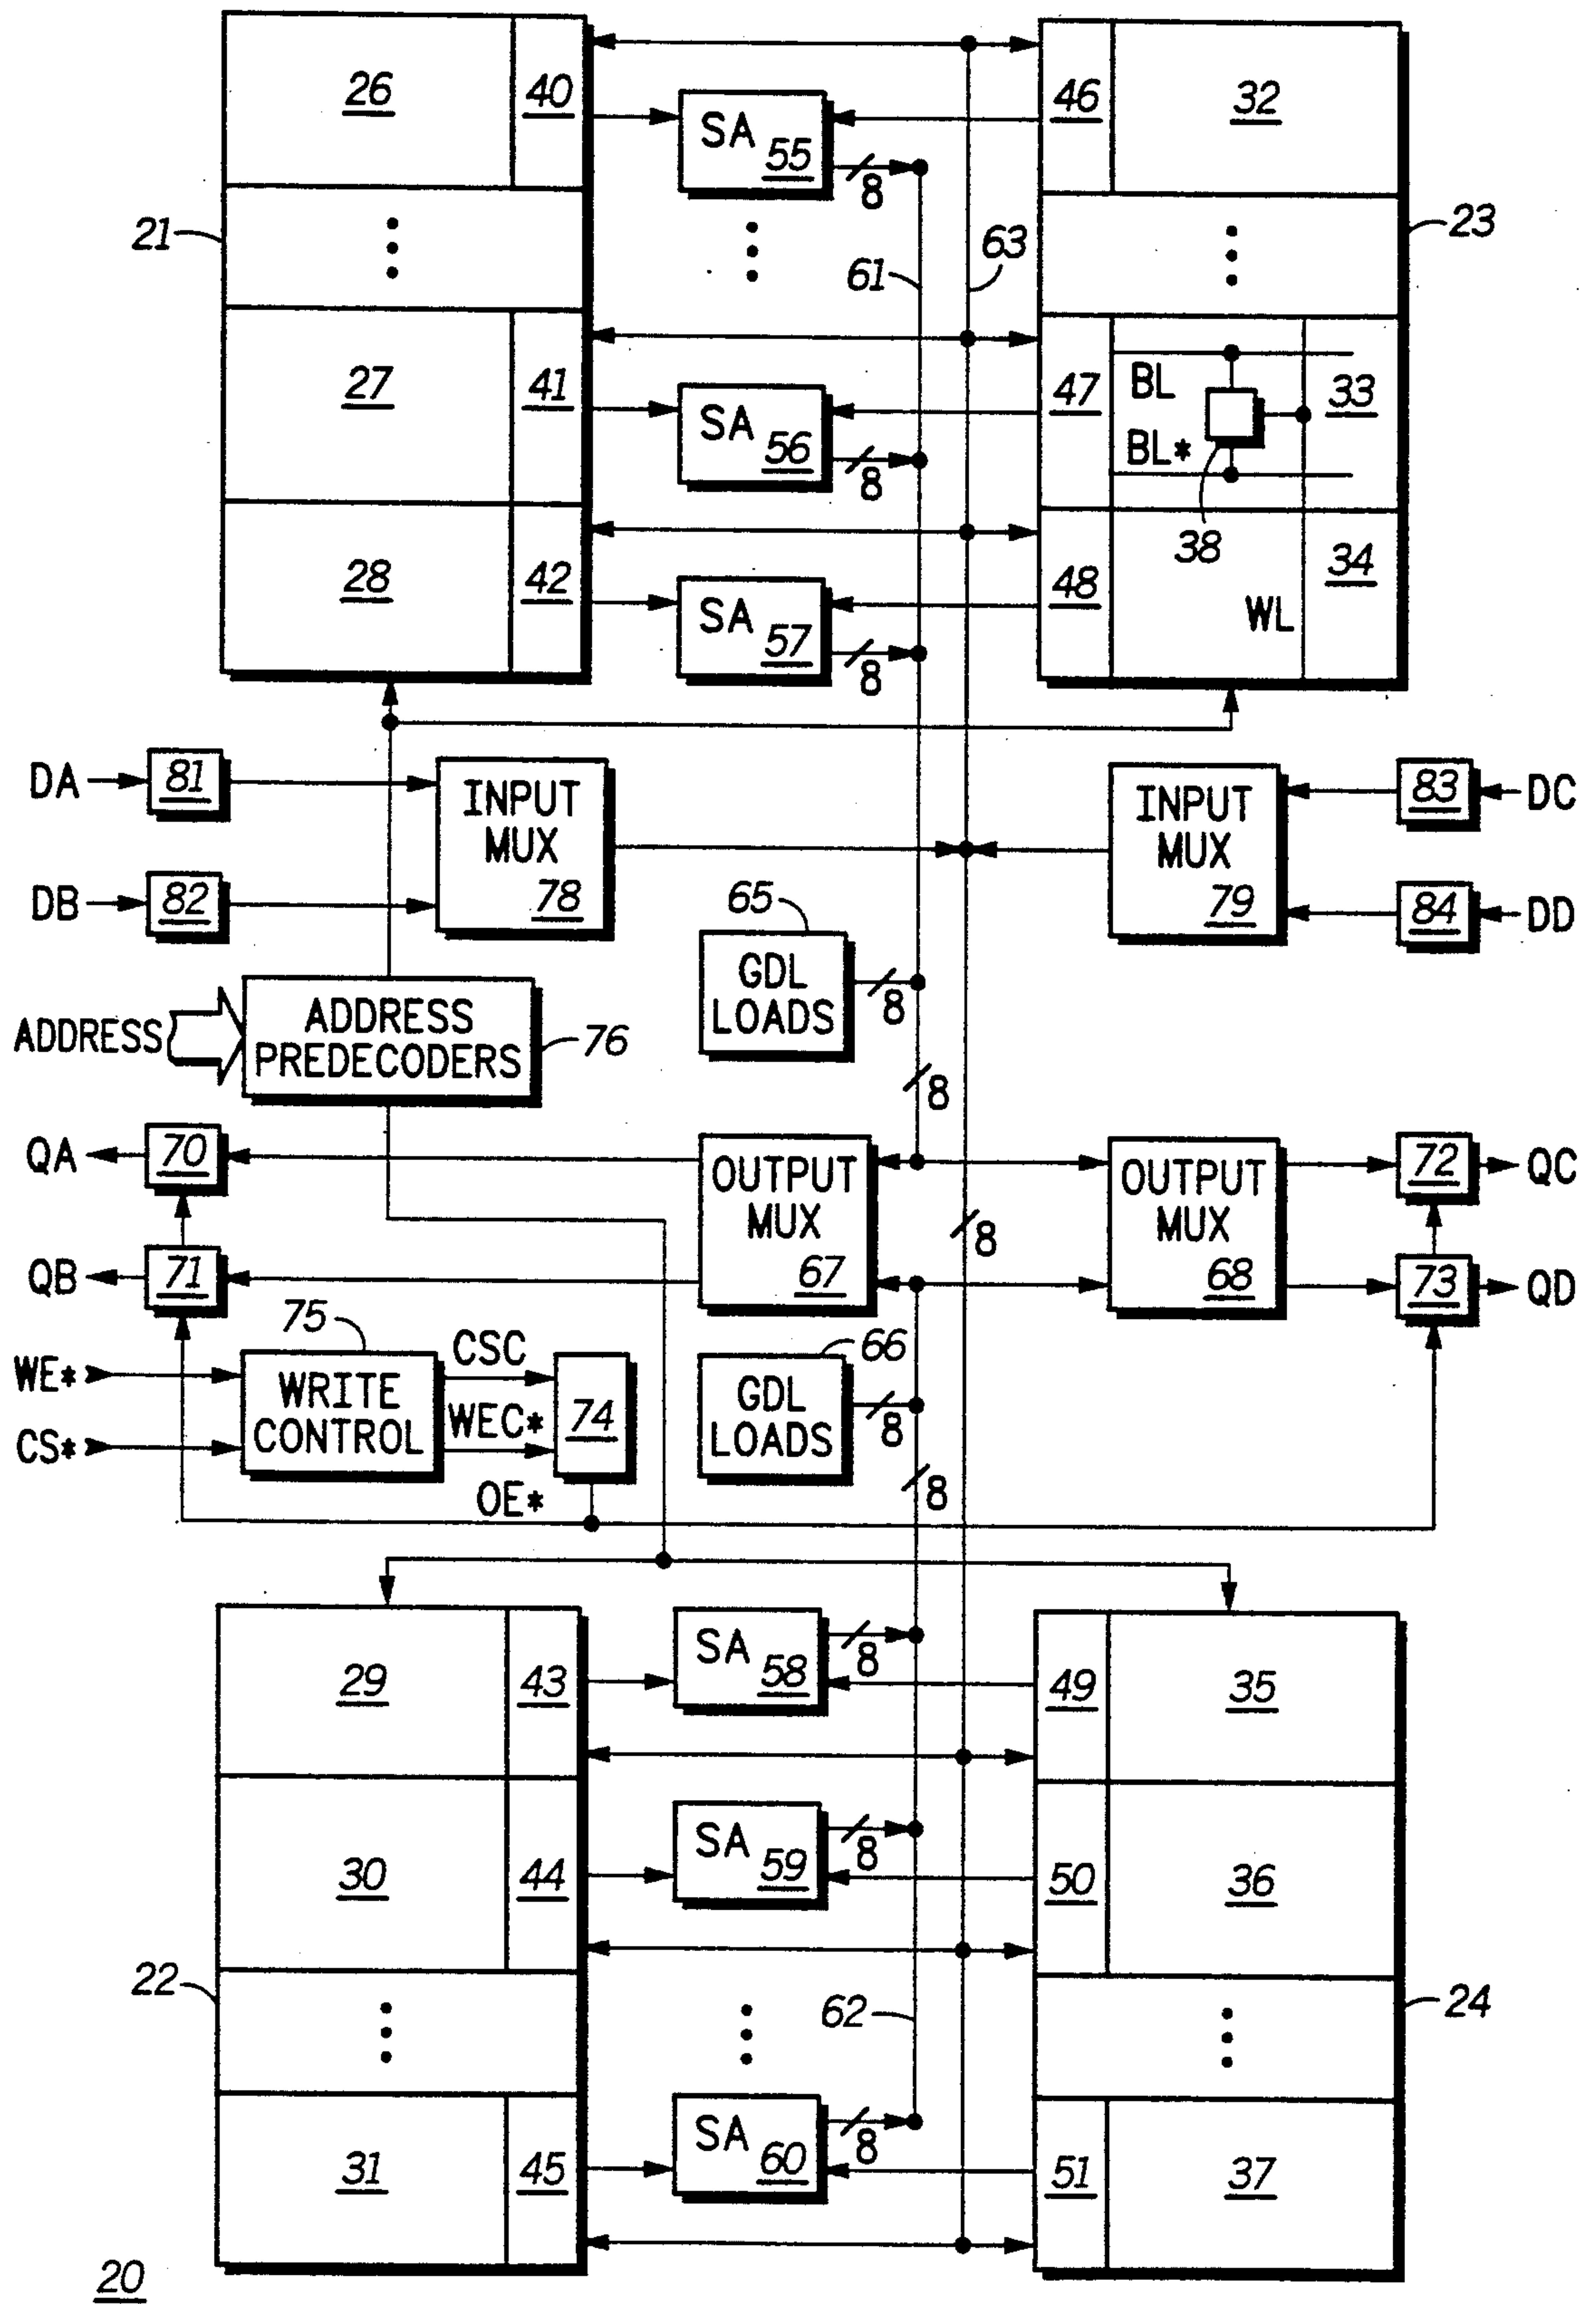 26
40
SA
55
8
46
32
21
61
63
23
27
41
SA
56
8
47
BL
BL*
33
38
28
42
SA
57
8
48
WL
34
DA
81
INPUT
MUX
78
INPUT
MUX
79
83
DC
DB
82
84
DD
65
GDL
LOADS
8
ADDRESS
ADDRESS
PREDECODERS
76
8
QA
70
OUTPUT
MUX
67
8
OUTPUT
MUX
68
72
QC
QB
71
73
QD
75
WE*
CS*
WRITE
CONTROL
CSC
WEC*
74
OE*
66
GDL
LOADS
8
8
29
43
SA
58
8
49
35
30
44
SA
59
8
50
36
22
62
24
31
45
SA
60
8
51
37
20